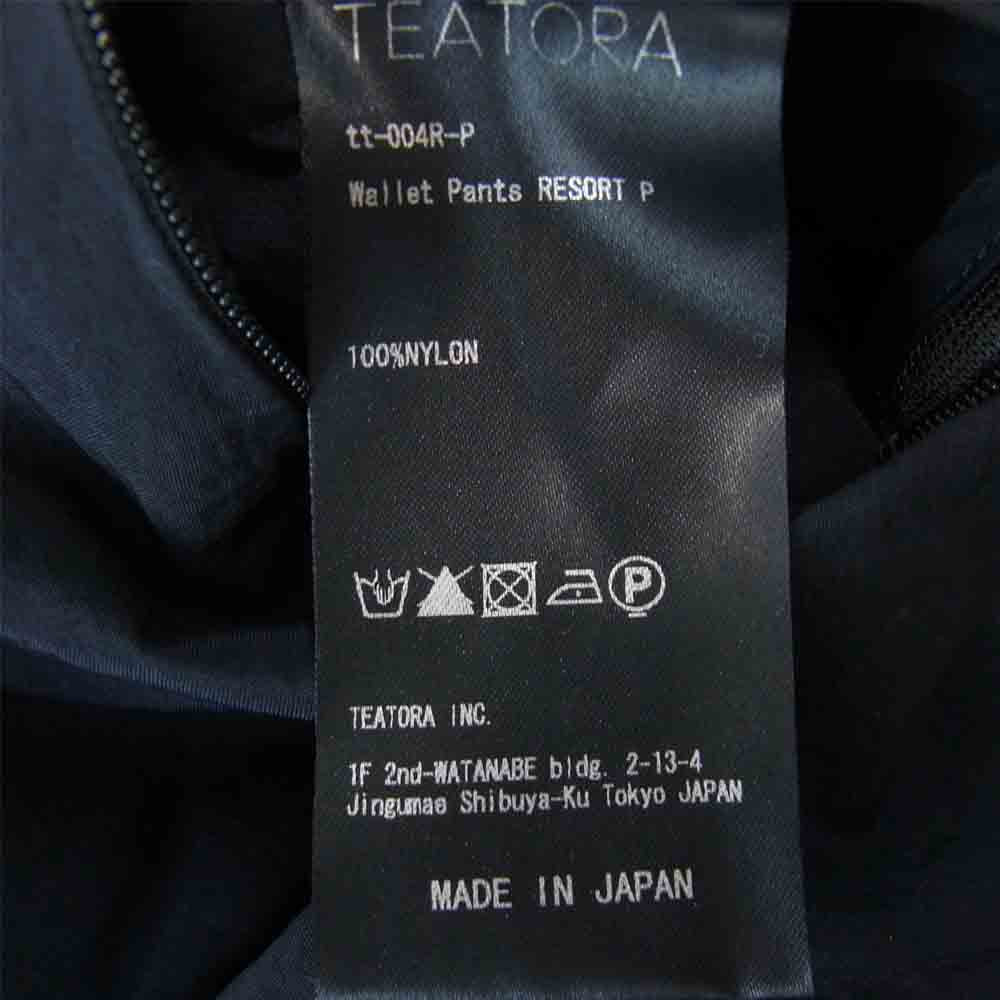 TEATORA
tt-004R-P
Wallet Pants RESORT P
100%NYLON
P
TEATORA INC.
1F 2nd-WATANABE bldg. 2-13-4
Jingumae Shibuya-Ku Tokyo JAPAN
MADE IN JAPAN